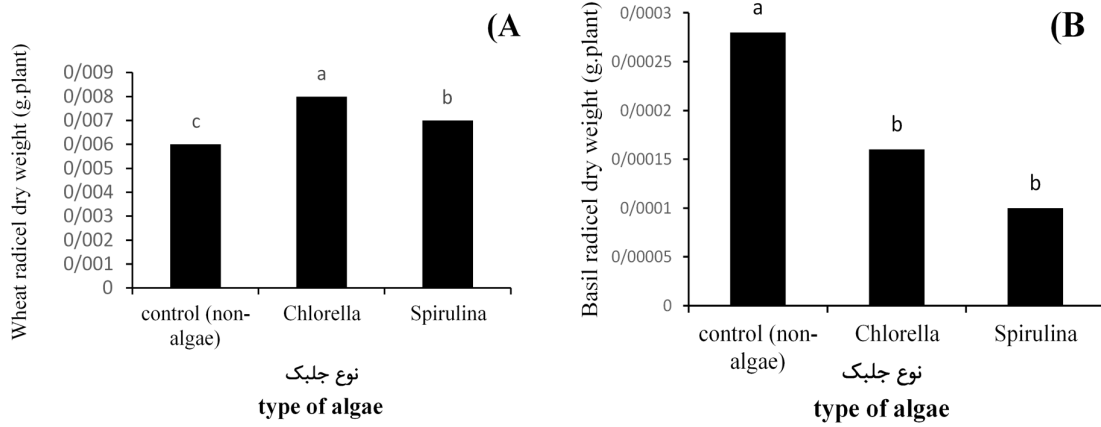 (A
Wheat radicel dry weight (g.plant)
0/009
0/008
0/007
0/006
0/005
0/004
0/003
0/002
0/001
0
c
a
b
control (non-
algae)
Chlorella
Spirulina
نوع جلبک
type of algae
(B
Basil radicel dry weight (g.plant)
0/0003
0/00025
0/0002
0/00015
0/0001
0/00005
0
a
b
b
control (non-
algae)
Chlorella
Spirulina
نوع جلبک
type of algae